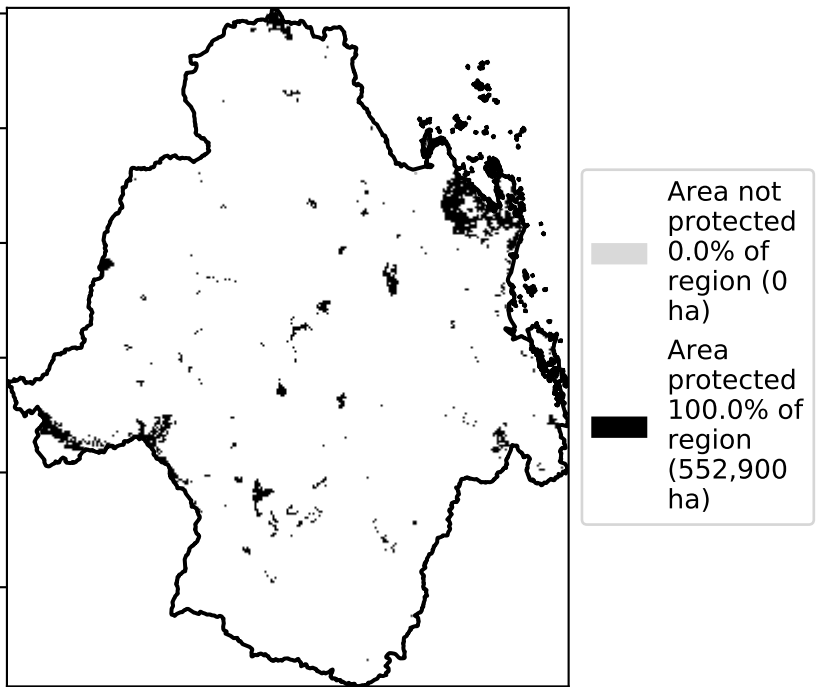 Area not
protected
0.0% of
region (0
ha)
Area
protected
100.0% of
region
(552,900
ha)